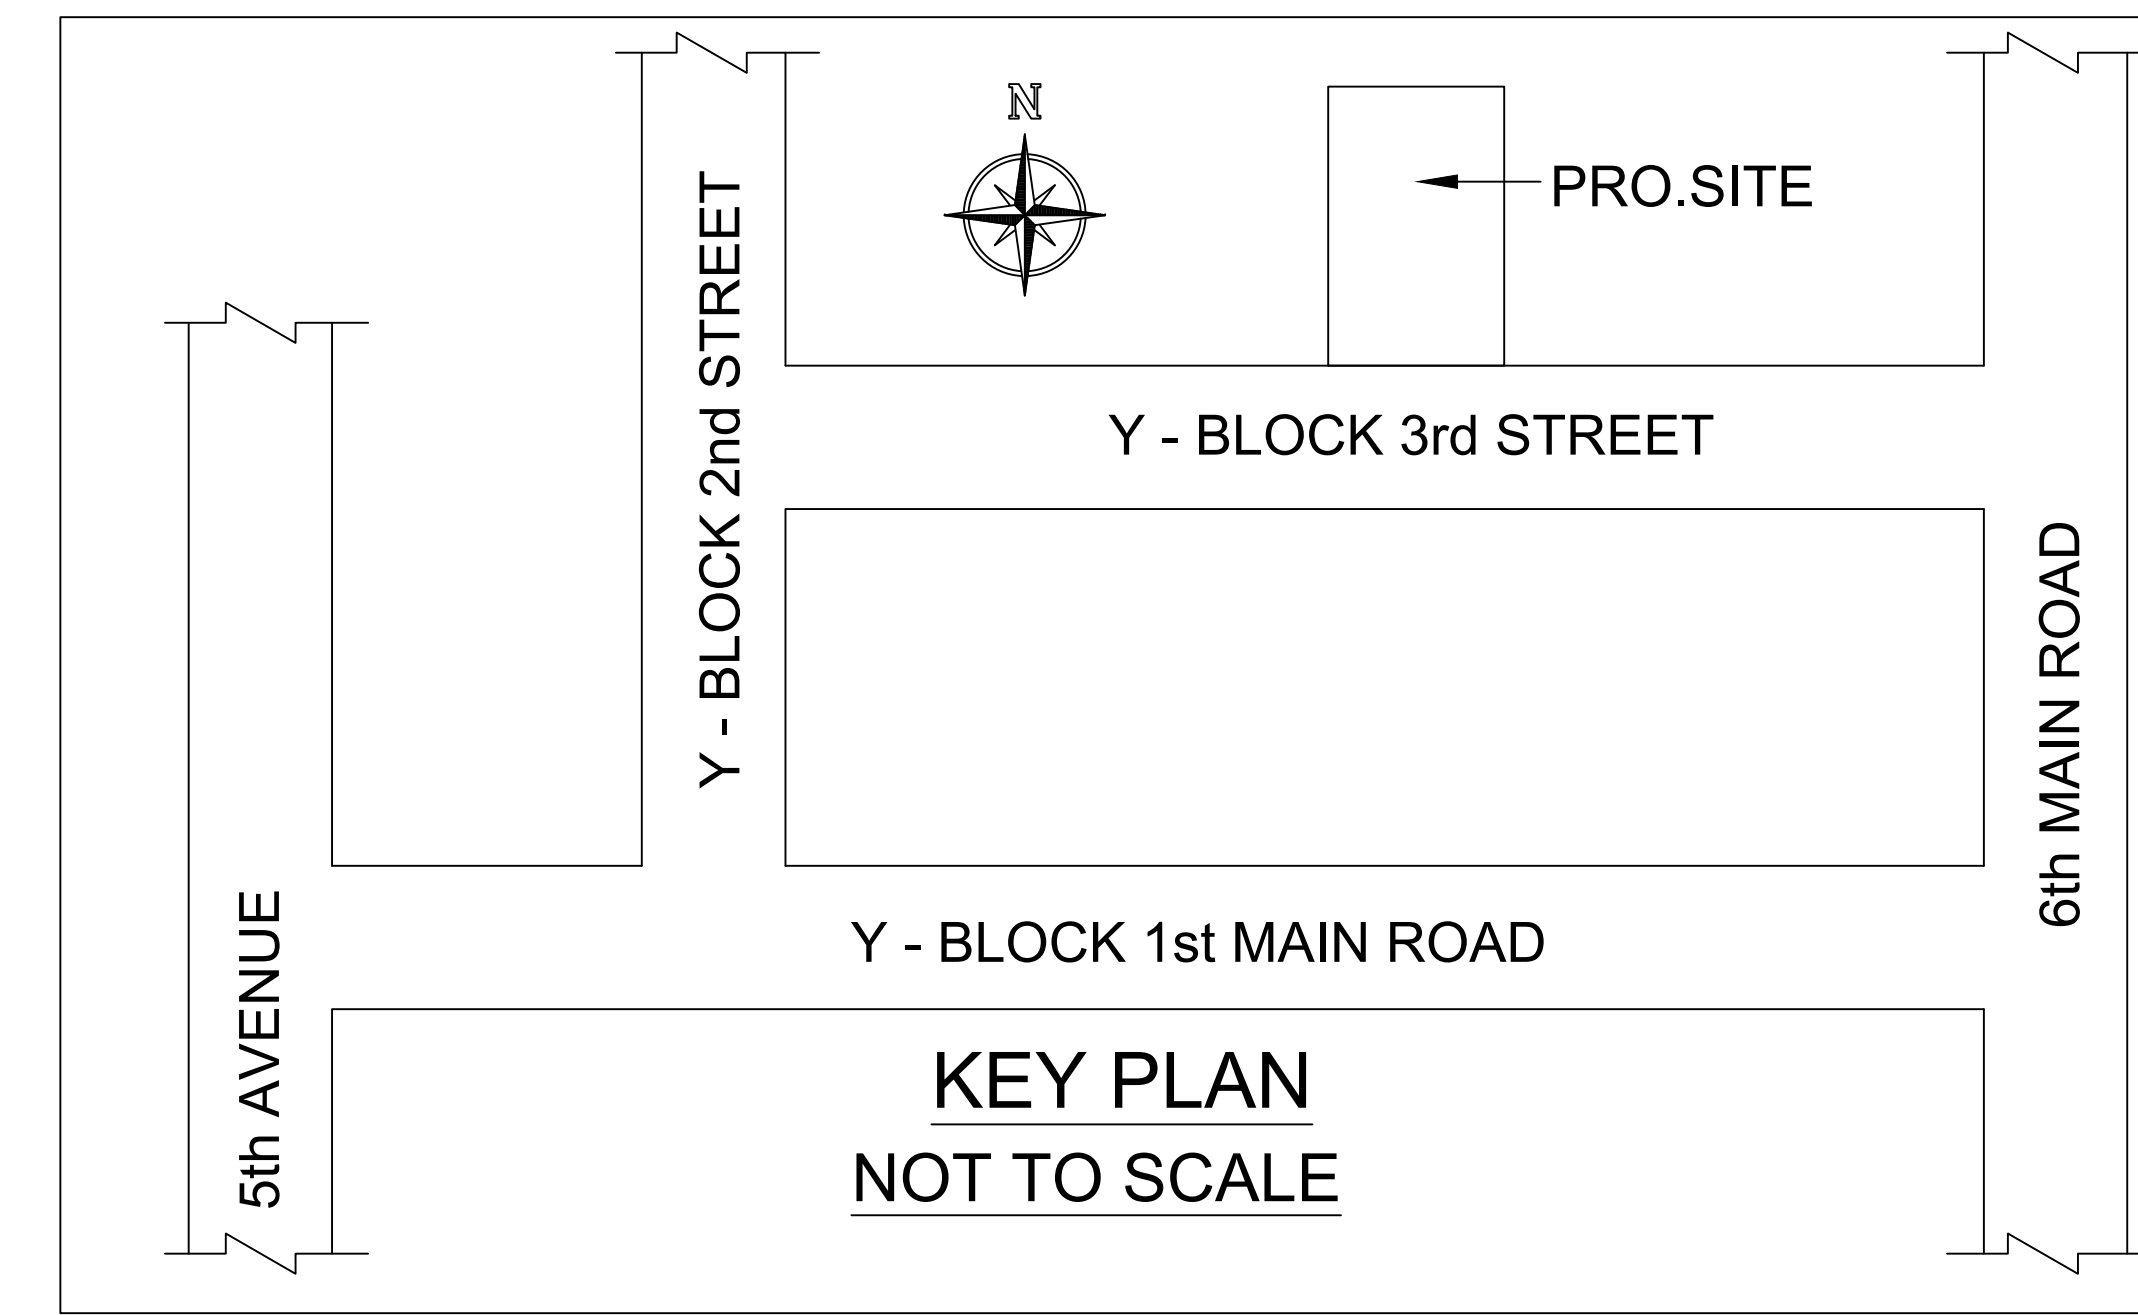 N
PRO.SITE
Y - BLOCK 2nd STREET
Y - BLOCK 3rd STREET
6th MAIN ROAD
5th AVENUE
Y - BLOCK 1st MAIN ROAD
KEY PLAN
NOT TO SCALE